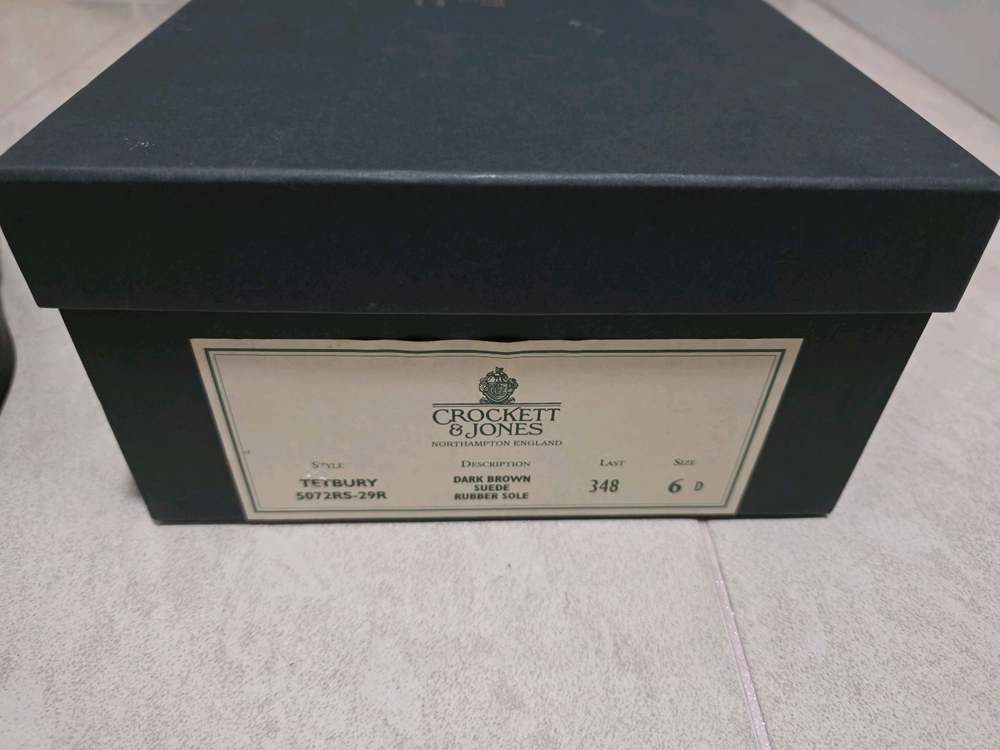 CROCKETT
& JONES
NORTHAMPTON ENGLAND
STYLE DESCRIPTION LAST SIZE
TETBURY DARK BROWN 348 6 D
5072RS-29R SUEDE
RUBBER SOLE